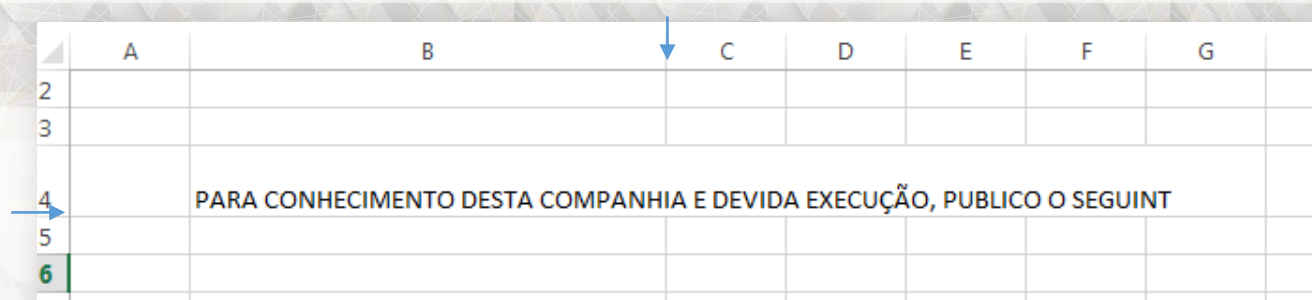 A B C D E F G
2
3
4 PARA CONHECIMENTO DESTA COMPANHIA E DEVIDA EXECUÇÃO, PUBLICO O SEGUINT
5
6